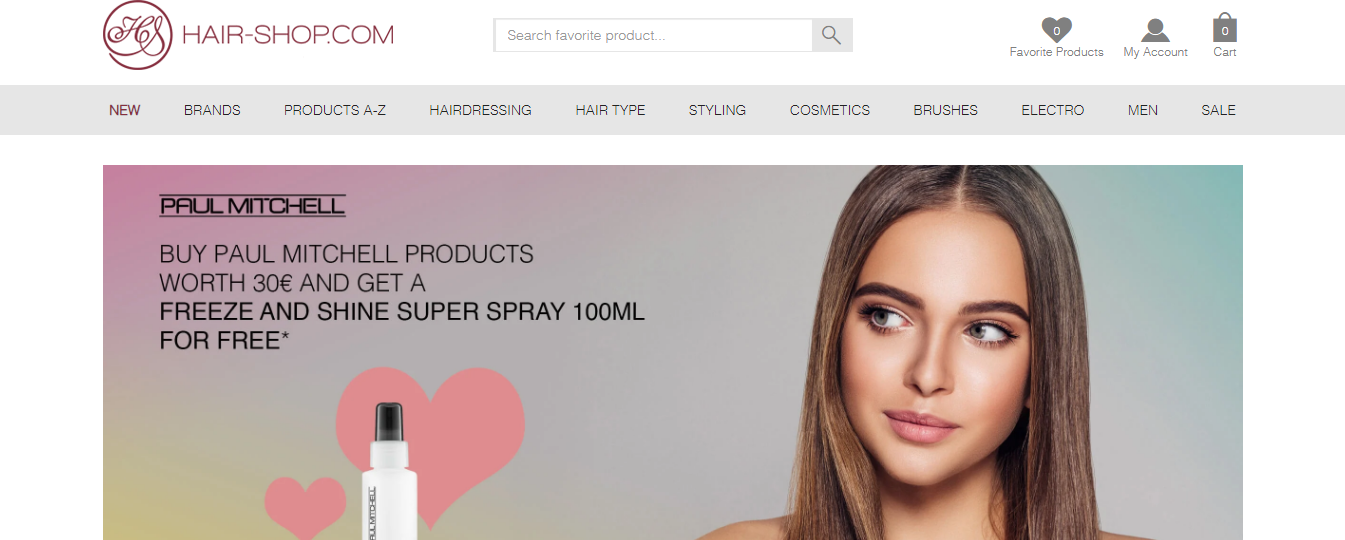 HS HAIR-SHOP.COM
Search favorite product...
0
0
Favorite Products
My Account
Cart
NEW
BRANDS
PRODUCTS A-Z
HAIRDRESSING
HAIR TYPE
STYLING
COSMETICS
BRUSHES
ELECTRO
MEN
SALE
PAUL MITCHELL
BUY PAUL MITCHELL PRODUCTS
WORTH 30€ AND GET A
FREEZE AND SHINE SUPER SPRAY 100ML
FOR FREE*
PAUL MITCHELL